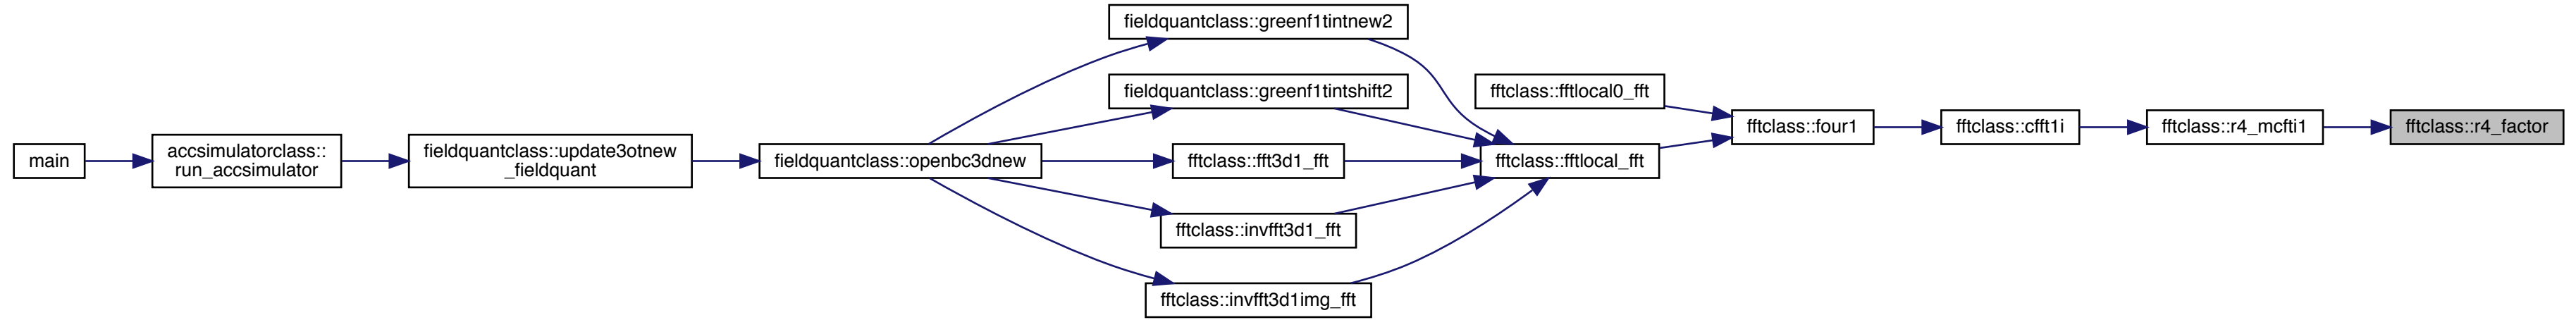 main
accsimulatorclass::
run_accsimulator
fieldquantclass::update3otnew
_fieldquant
fieldquantclass::openbc3dnew
fieldquantclass::greenf1tintnew2
fieldquantclass::greenf1tintshift2
fftclass::fft3d1_fft
fftclass::invfft3d1_fft
fftclass::invfft3d1img_fft
fftclass::fftlocal0_fft
fftclass::fftlocal_fft
fftclass::four1
fftclass::cfft1i
fftclass::r4_mcfti1
fftclass::r4_factor